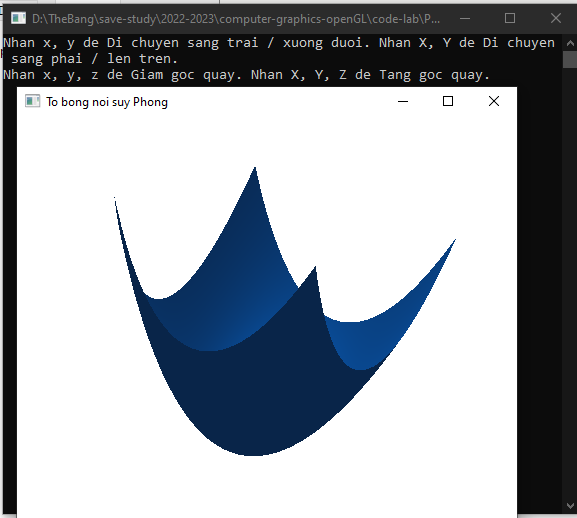 D:\TheBang\save-study\2022-2023\computer-graphics-openGL\code-lab\P...
Nhan x, y de Di chuyen sang trai / xuong duoi. Nhan X, Y de Di chuyen
sang phai / len tren.
Nhan x, y, z de Giam goc quay. Nhan X, Y, Z de Tang goc quay.
To bong noi suy Phong